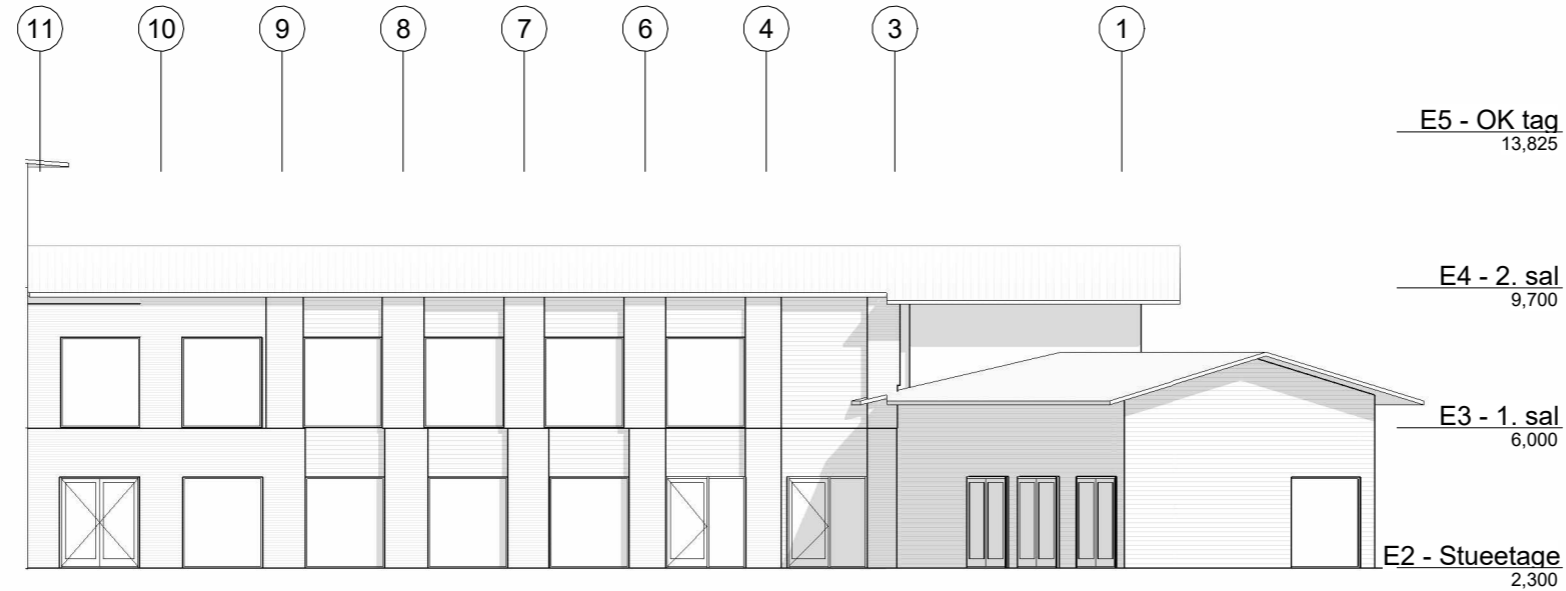 11 10 9 8 7 6 4 3 1
E5 - OK tag
13,825
E4 - 2. sal
9,700
E3 - 1. sal
6,000
E2 - Stueetage
2,300